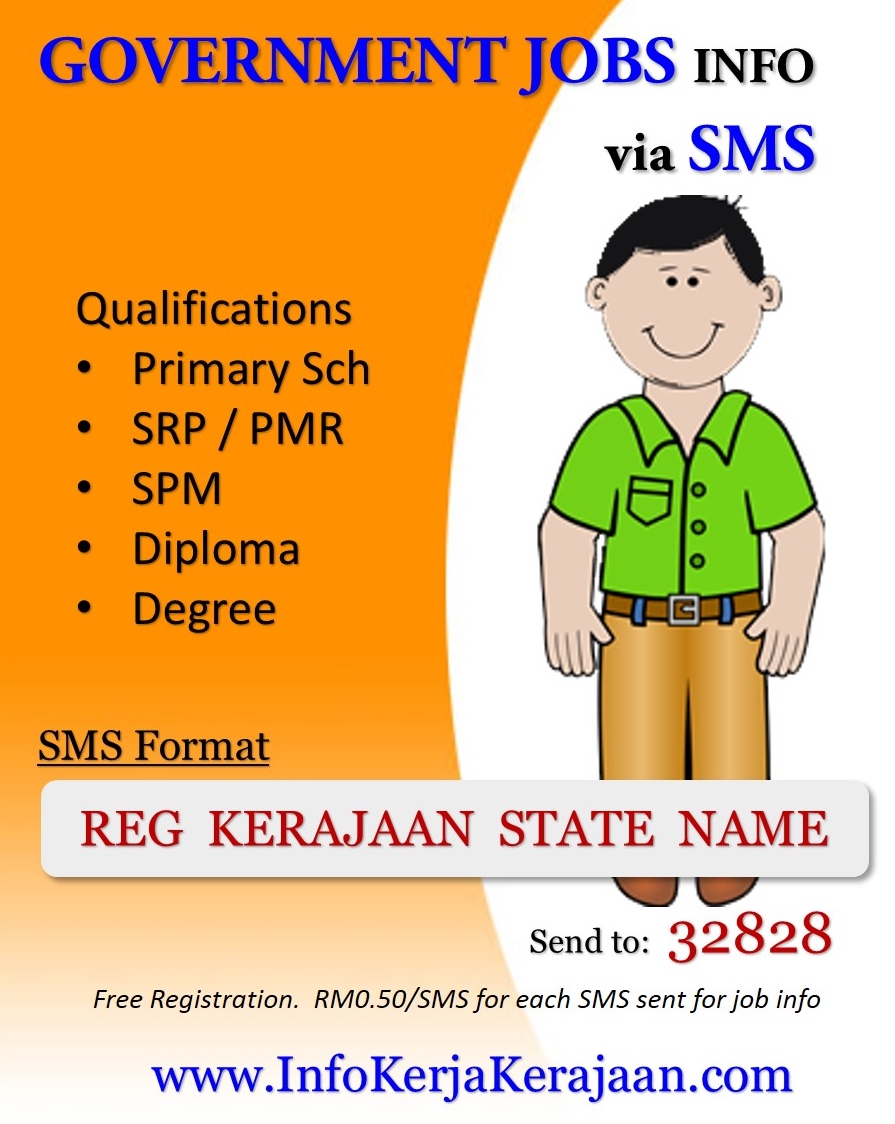 GOVERNMENT JOBS INFO
via SMS
Qualifications
• Primary Sch
• SRP / PMR
• SPM
• Diploma
• Degree
SMS Format
REG KERAJAAN STATE NAME
Send to: 32828
Free Registration. RM0.50/SMS for each SMS sent for job info
www.InfoKerjaKerajaan.com